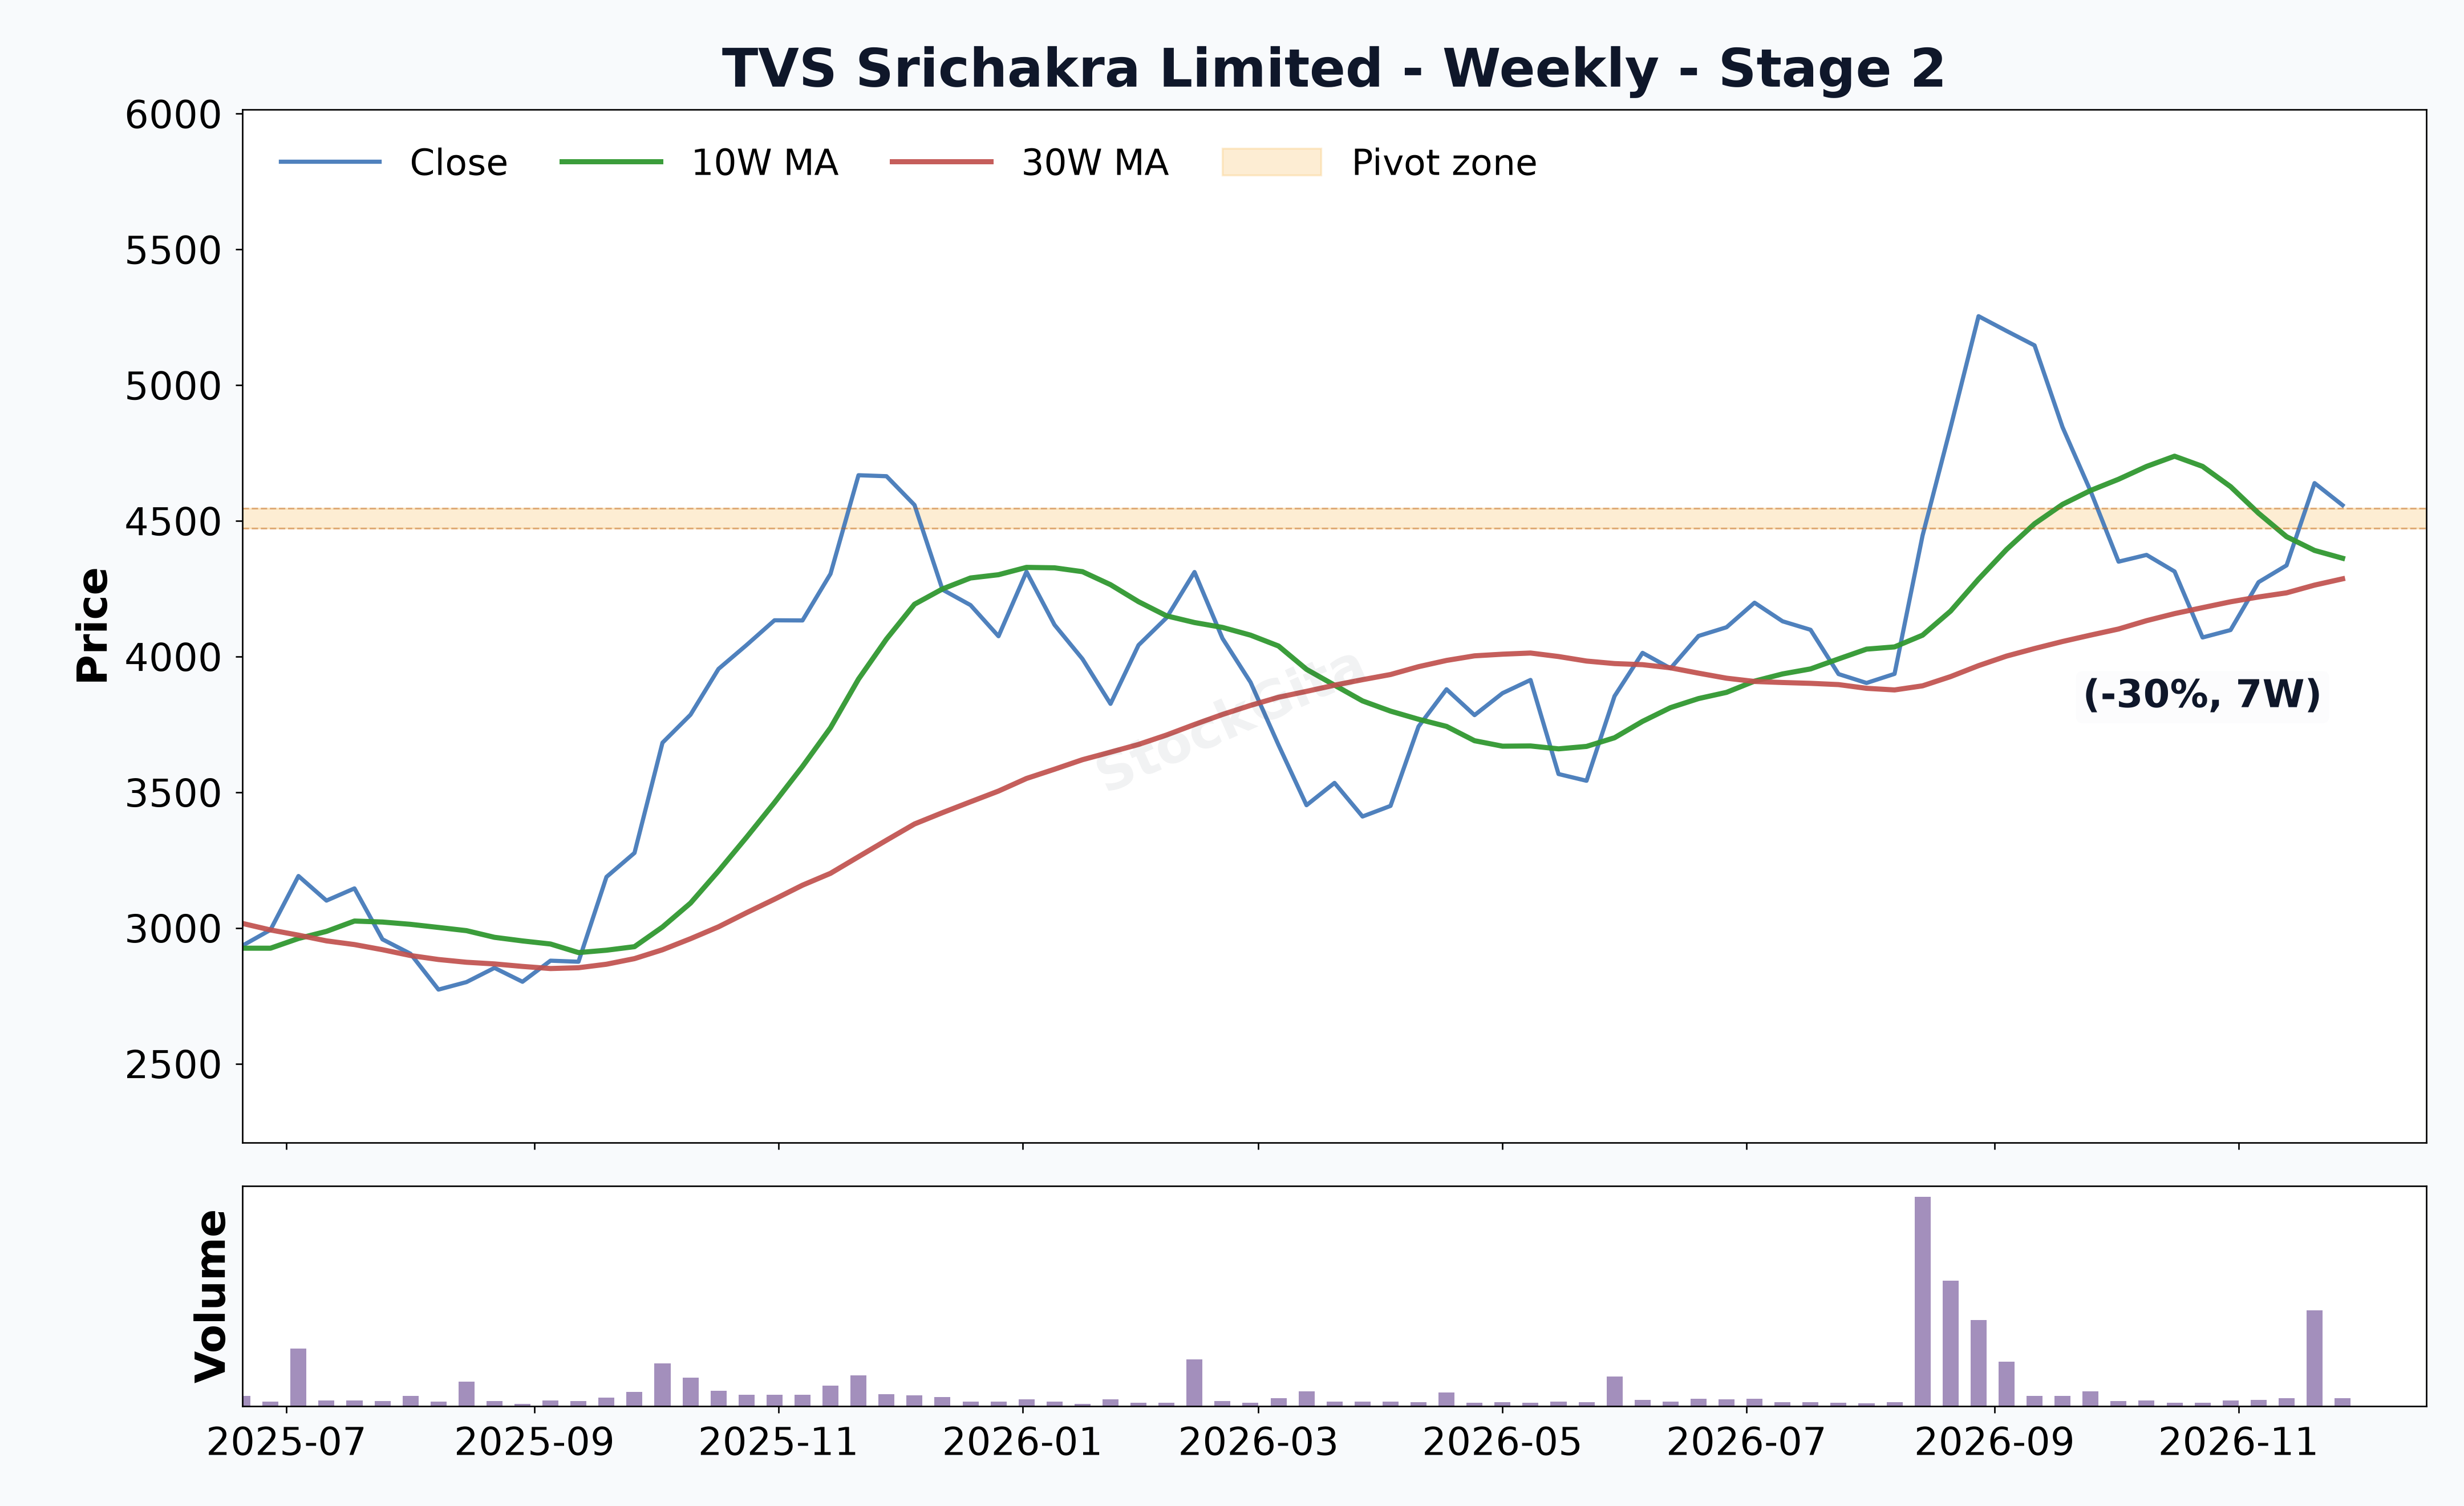 TVS Srichakra Limited - Weekly - Stage 2
Close
10W MA
30W MA
Pivot zone
Price
6000
5500
5000
4500
4000
3500
3000
2500
StockGita
(-30%, 7W)
Volume
2025-07
2025-09
2025-11
2026-01
2026-03
2026-05
2026-07
2026-09
2026-11